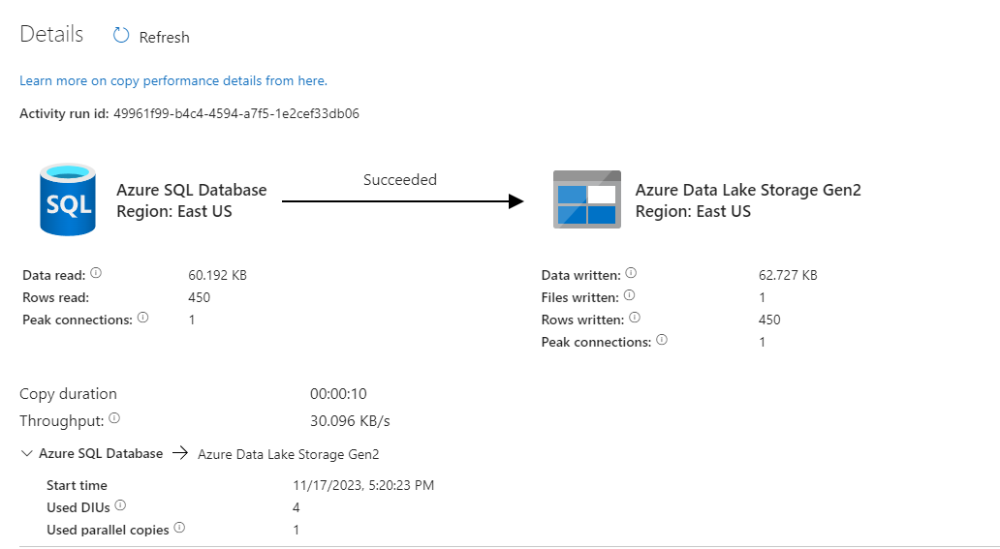 Details Refresh
Learn more on copy performance details from here.
Activity run id: 49961f99-b4c4-4594-a7f5-1e2cef33db06
Succeeded
SQL
Azure SQL Database
Region: East US
Azure Data Lake Storage Gen2
Region: East US
Data read: 60.192 KB
Rows read: 450
Peak connections: 1
Data written: 62.727 KB
Files written: 1
Rows written: 450
Peak connections: 1
Copy duration 00:00:10
Throughput: 30.096 KB/s
Azure SQL Database → Azure Data Lake Storage Gen2
Start time 11/17/2023, 5:20:23 PM
Used DIUs 4
Used parallel copies 1